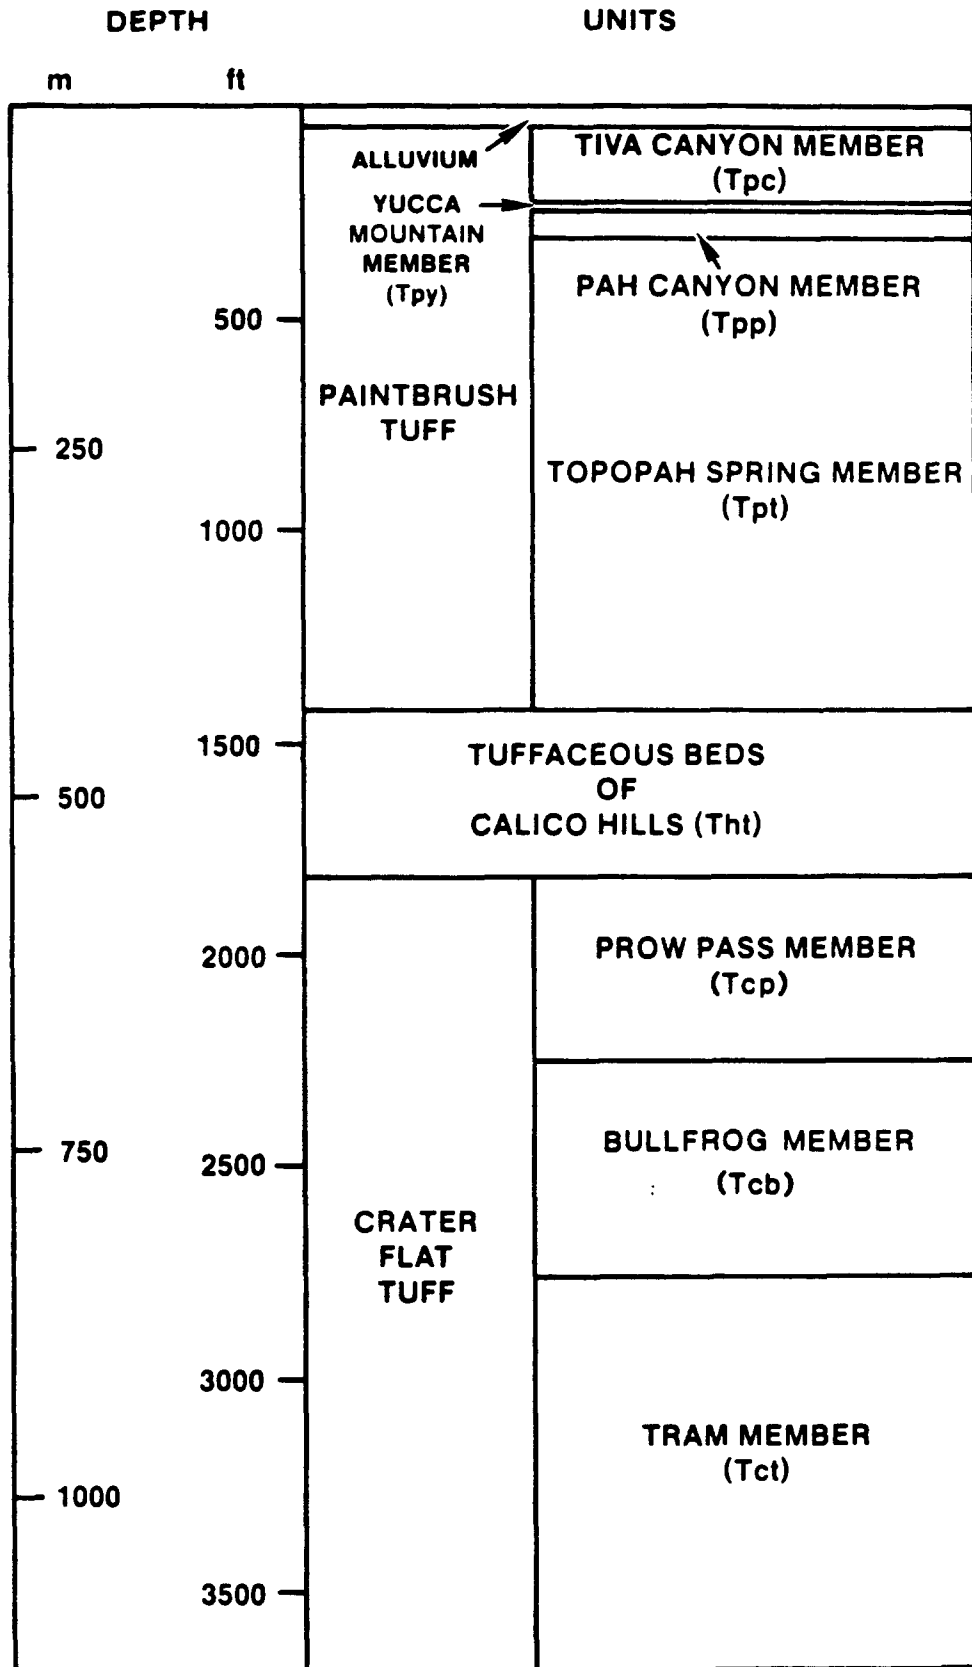 DEPTH
UNITS
m
ft
ALLUVIUM
TIVA CANYON MEMBER
(Tpc)
YUCCA
MOUNTAIN
MEMBER
(Tpy)
PAH CANYON MEMBER
(Tpp)
500
PAINTBRUSH
TUFF
250
TOPOPAH SPRING MEMBER
(Tpt)
1000
1500
TUFFACEOUS BEDS
OF
CALICO HILLS (Tht)
500
2000
PROW PASS MEMBER
(Tcp)
750
2500
BULLFROG MEMBER
(Tcb)
CRATER
FLAT
TUFF
3000
TRAM MEMBER
(Tct)
1000
3500